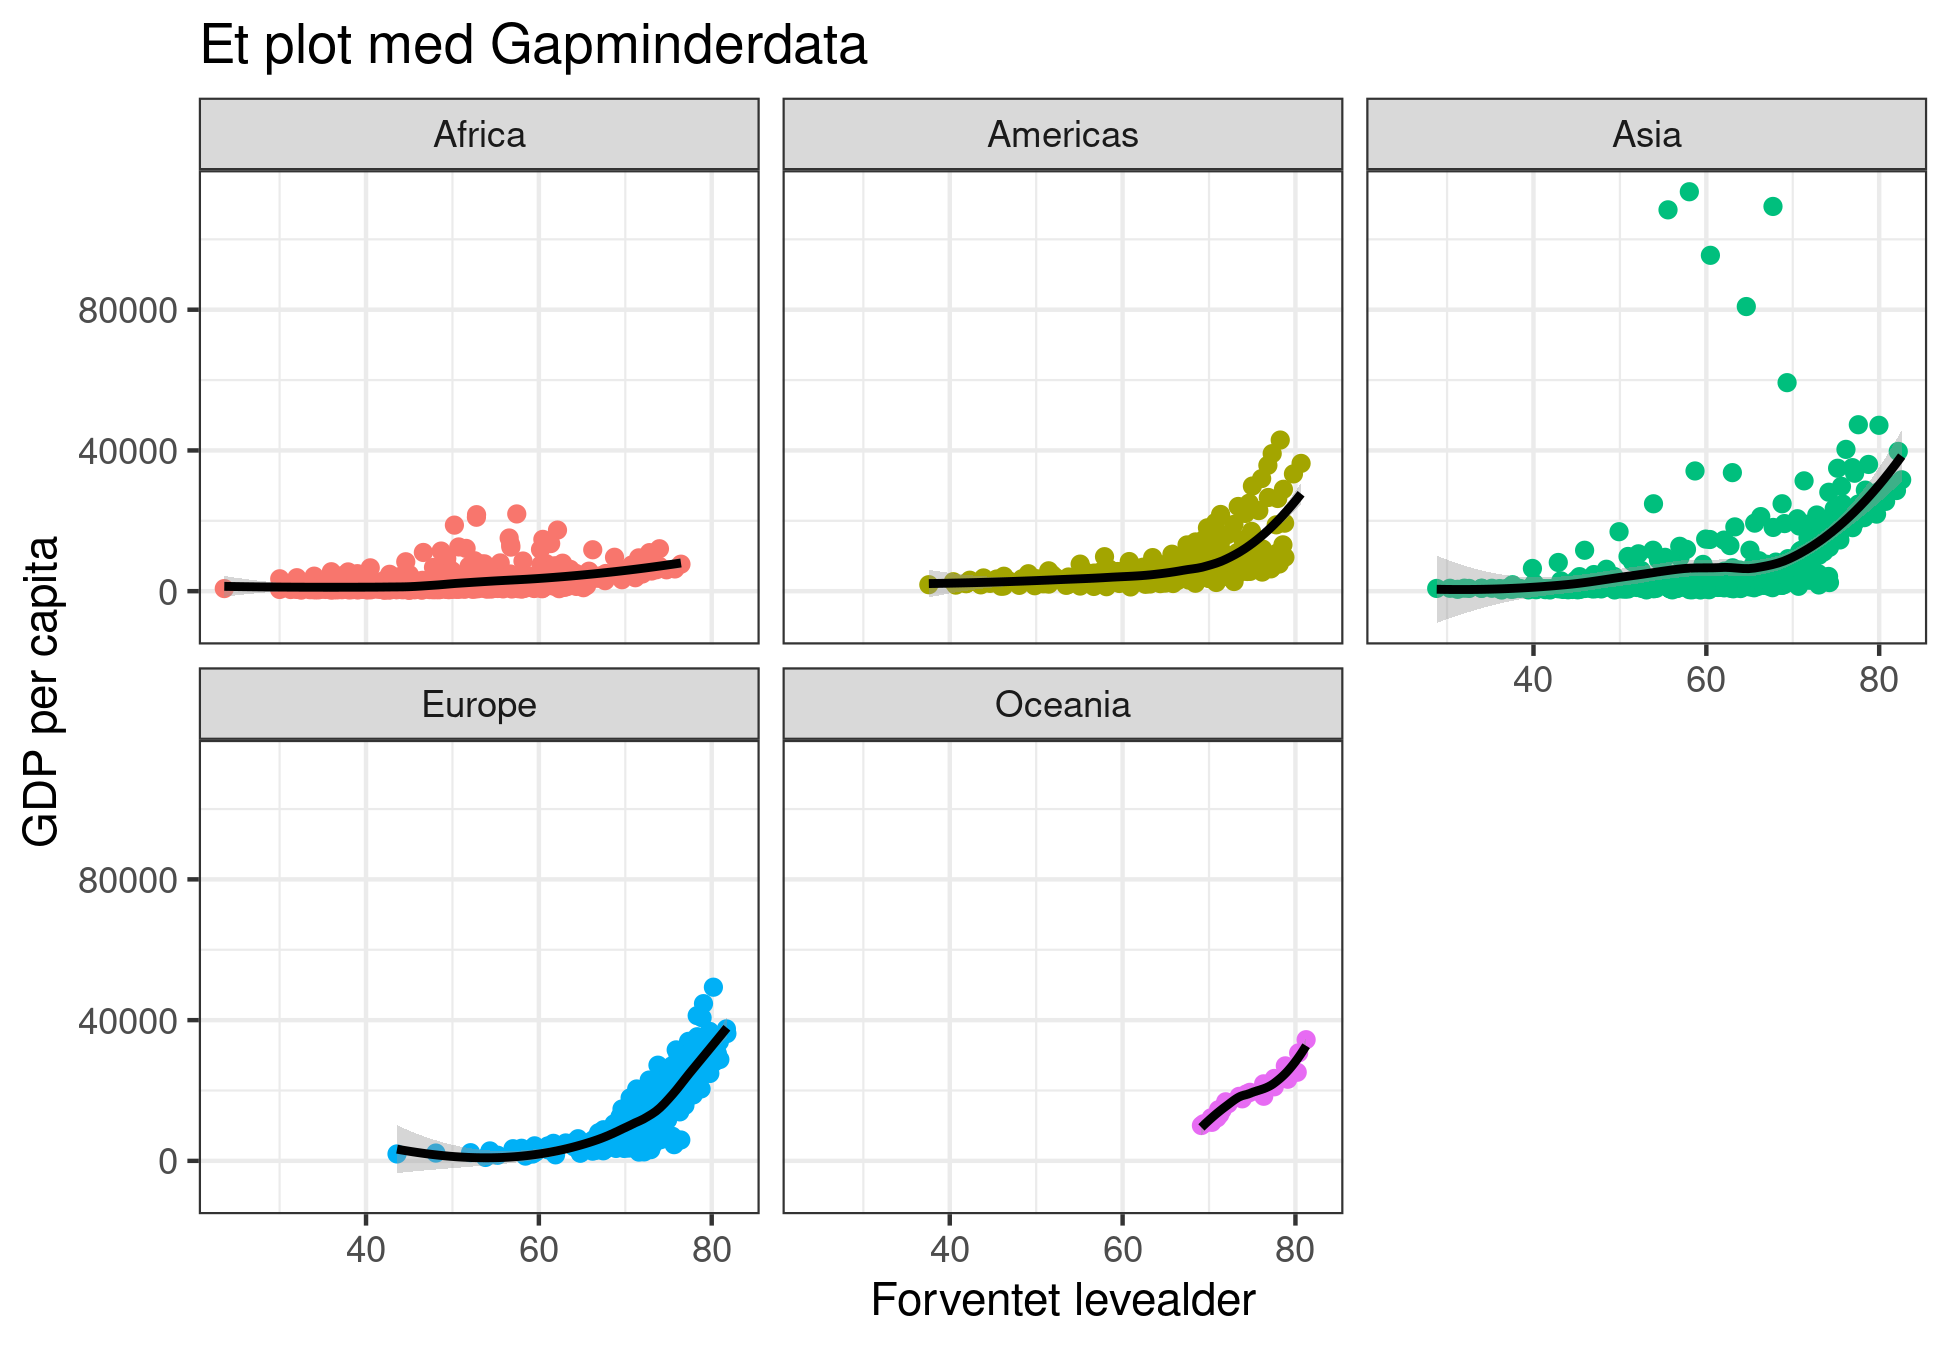 Et plot med Gapminderdata
Africa
Americas
Asia
80000
40000
0
40 60 80
Europe
Oceania
80000
40000
0
40 60 80
40 60 80
GDP per capita
Forventet levealder